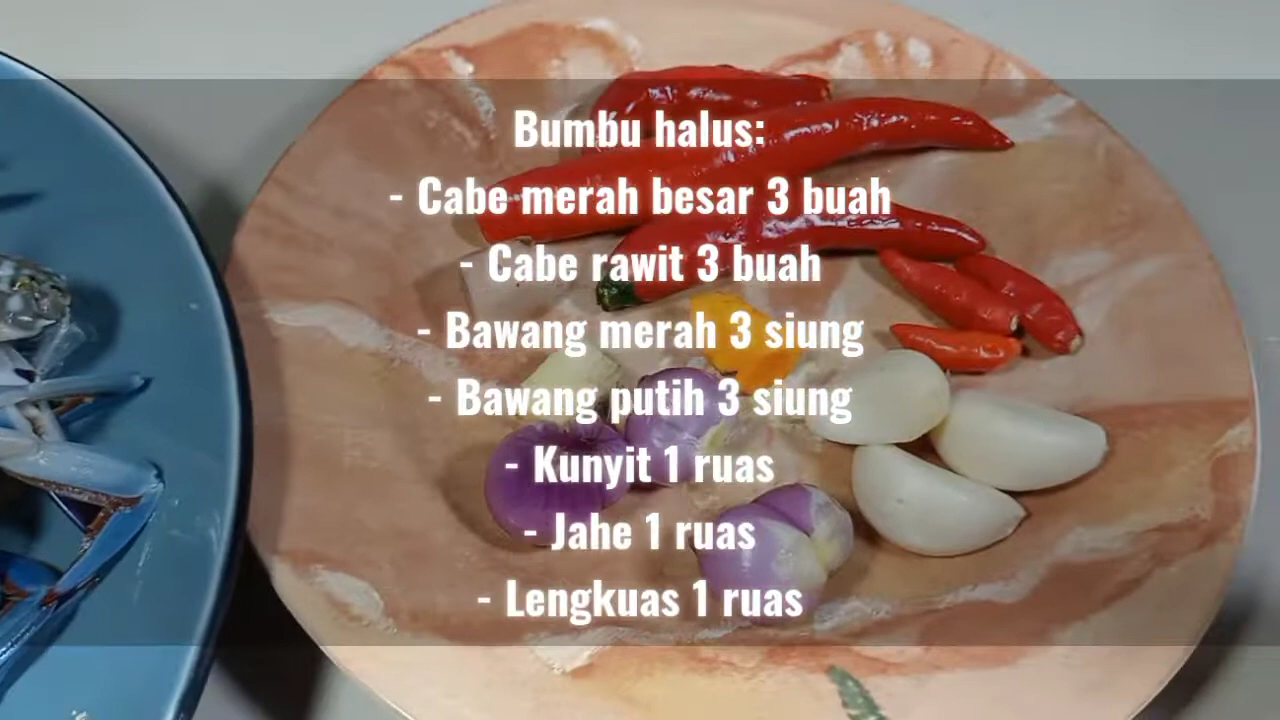 Bumbu halus:
- Cabe merah besar 3 buah
- Cabe rawit 3 buah
- Bawang merah 3 siung
- Bawang putih 3 siung
- Kunyit 1 ruas
- Jahe 1 ruas
- Lengkuas 1 ruas